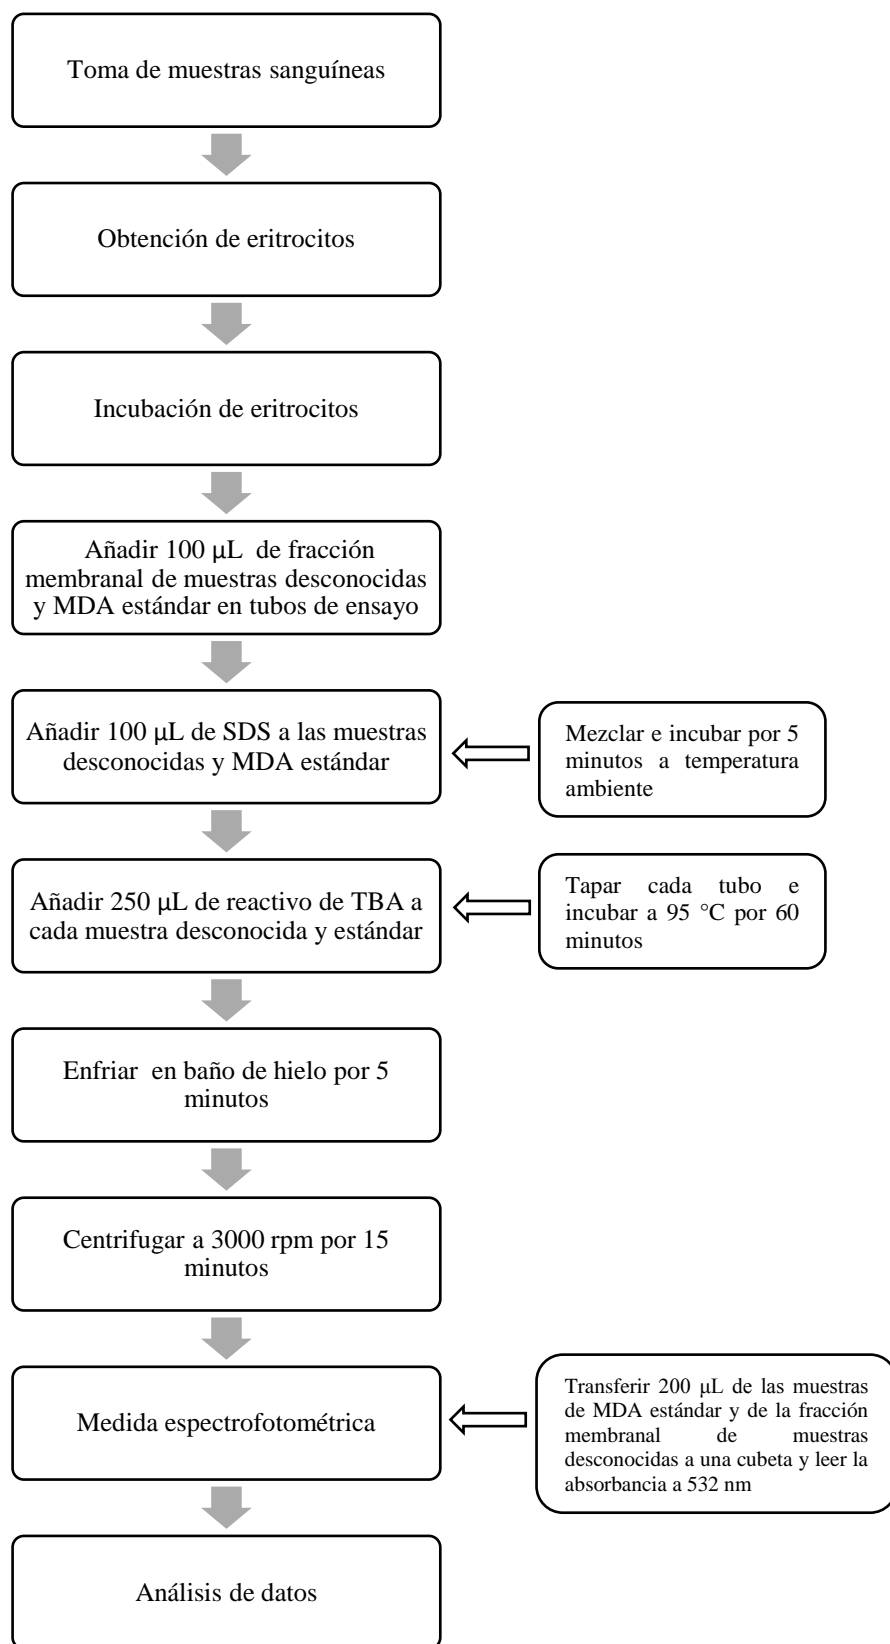 Toma de muestras sanguíneas
Obtención de eritrocitos
Incubación de eritrocitos
Añadir 100 µL de fracción
membranal de muestras desconocidas
y MDA estándar en tubos de ensayo
Añadir 100 µL de SDS a las muestras
desconocidas y MDA estándar
Mezclar e incubar por 5
minutos a temperatura
ambiente
Añadir 250 µL de reactivo de TBA a
cada muestra desconocida y estándar
Tapar cada tubo e
incubar a 95 °C por 60
minutos
Enfriar en baño de hielo por 5
minutos
Centrifugar a 3000 rpm por 15
minutos
Medida espectrofotométrica
Transferir 200 µL de las muestras
de MDA estándar y de la fracción
membranal de muestras
desconocidas a una cubeta y leer la
absorbancia a 532 nm
Análisis de datos